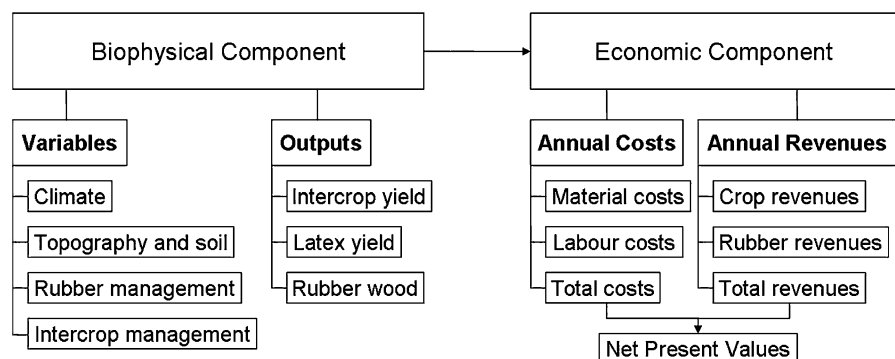 Biophysical Component
Economic Component
Variables
Outputs
Annual Costs
Annual Revenues
Climate
Intercrop yield
Material costs
Crop revenues
Topography and soil
Latex yield
Labour costs
Rubber revenues
Rubber management
Rubber wood
Total costs
Total revenues
Intercrop management
Net Present Values